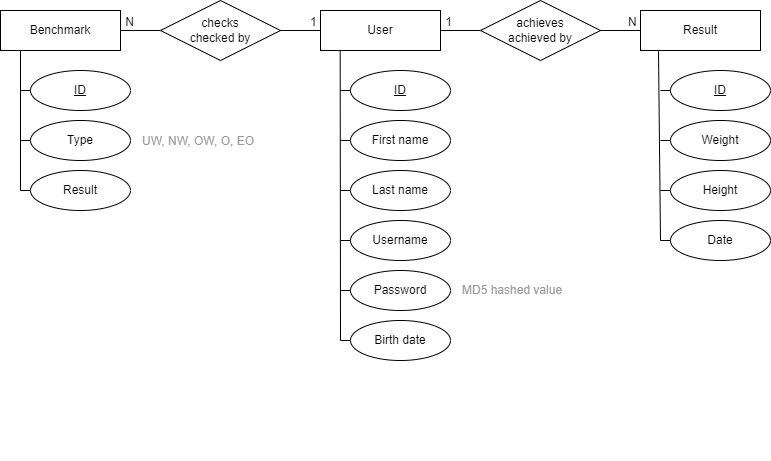 Benchmark
N
checks
checked by
1
User
1
achieves
achieved by
N
Result
ID
Type
UW, NW, OW, O, EO
Result
ID
First name
Last name
Username
Password
MD5 hashed value
Birth date
ID
Weight
Height
Date